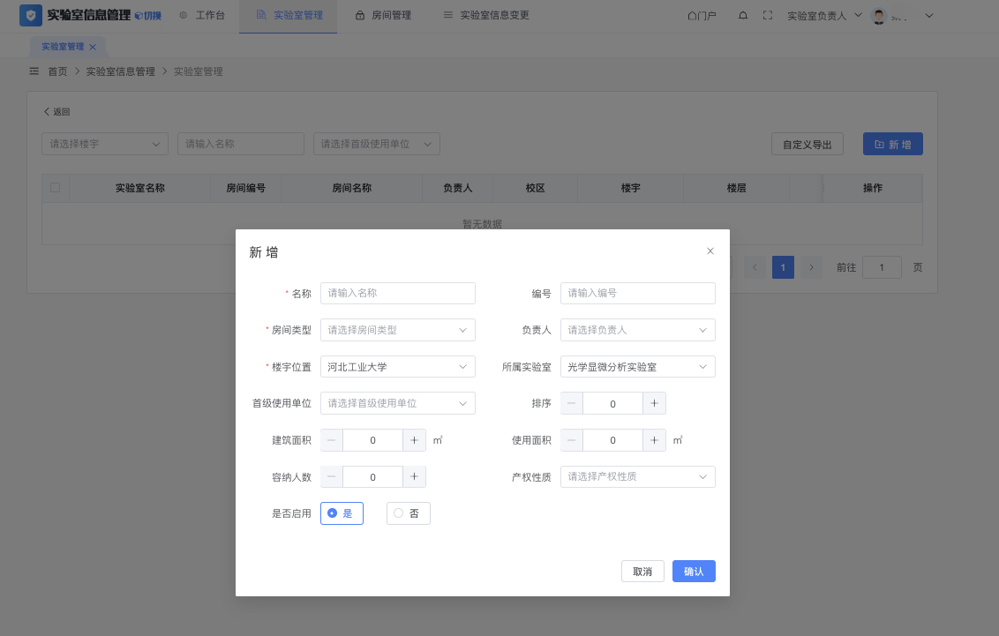 实验室信息管理 切换 工作台 实验室管理 房间管理 实验室信息变更 门户 实验室负责人
实验室管理
首页 实验室信息管理 实验室管理
返回
请选择楼宇 请输入名称 请选择首级使用单位 自定义导出 新 增
实验室名称 房间编号 房间名称 负责人 校区 楼宇 楼层 操作
暂无数据
1 前往 1 页
新 增
* 名称 请输入名称 编号 请输入编号
* 房间类型 请选择房间类型 负责人 请选择负责人
* 楼宇位置 河北工业大学 所属实验室 光学显微分析实验室
首级使用单位 请选择首级使用单位 排序 0
建筑面积 0 ㎡ 使用面积 0 ㎡
容纳人数 0 产权性质 请选择产权性质
是否启用 是 否
取消 确认